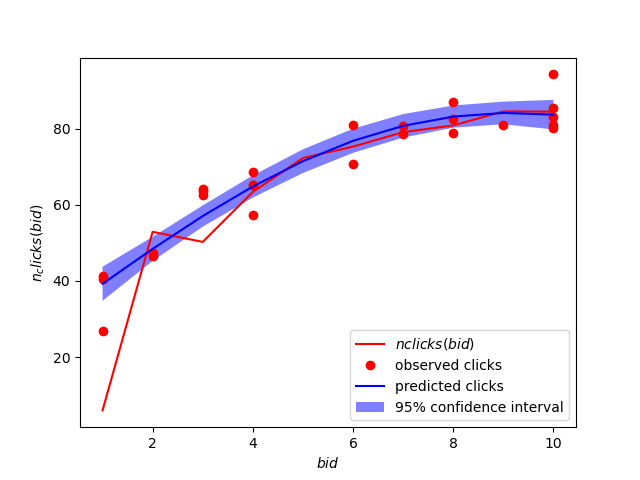 80
60
40
20
n_clicks(bid)
2
4
6
8
10
bid
nclicks(bid)
observed clicks
predicted clicks
95% confidence interval